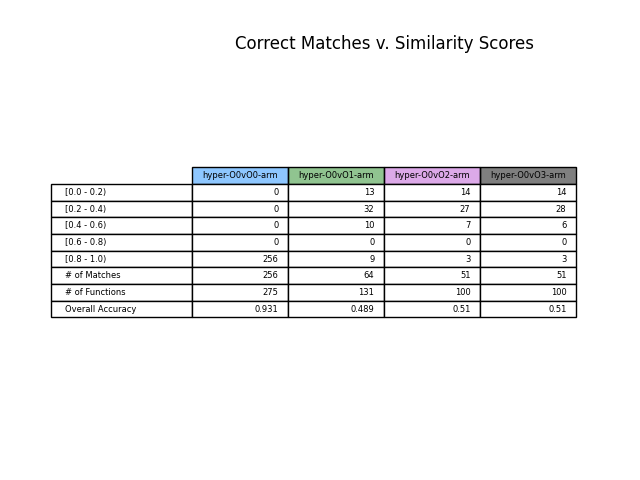 Correct Matches v. Similarity Scores
hyper-O0vO0-arm hyper-O0vO1-arm hyper-O0vO2-arm hyper-O0vO3-arm
[0.0 - 0.2) 0 13 14 14
[0.2 - 0.4) 0 32 27 28
[0.4 - 0.6) 0 10 7 6
[0.6 - 0.8) 0 0 0 0
[0.8 - 1.0) 256 9 3 3
# of Matches 256 64 51 51
# of Functions 275 131 100 100
Overall Accuracy 0.931 0.489 0.51 0.51